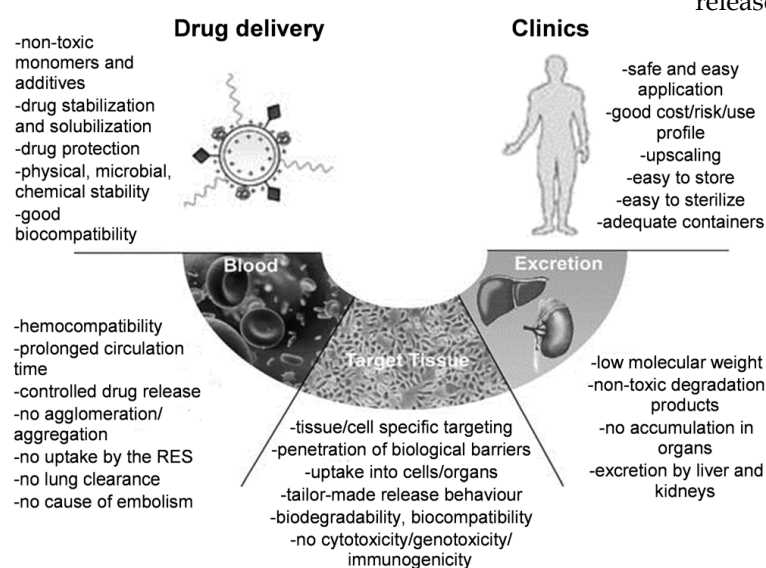 release
Drug delivery
-non-toxic
monomers and
additives
-drug stabilization
and solubilization
-drug protection
-physical, microbial,
chemical stability
-good
biocompatibility
Clinics
-safe and easy
application
-good cost/risk/use
profile
-upscaling
-easy to store
-easy to sterilize
-adequate containers
Blood
-hemocompatibility
-prolonged circulation
time
-controlled drug release
-no agglomeration/
aggregation
-no uptake by the RES
-no lung clearance
-no cause of embolism
Target Tissue
-tissue/cell specific targeting
-penetration of biological barriers
-uptake into cells/organs
-tailor-made release behaviour
-biodegradability, biocompatibility
-no cytotoxicity/genotoxicity/
immunogenicity
Excretion
-low molecular weight
-non-toxic degradation
products
-no accumulation in
organs
-excretion by liver and
kidneys